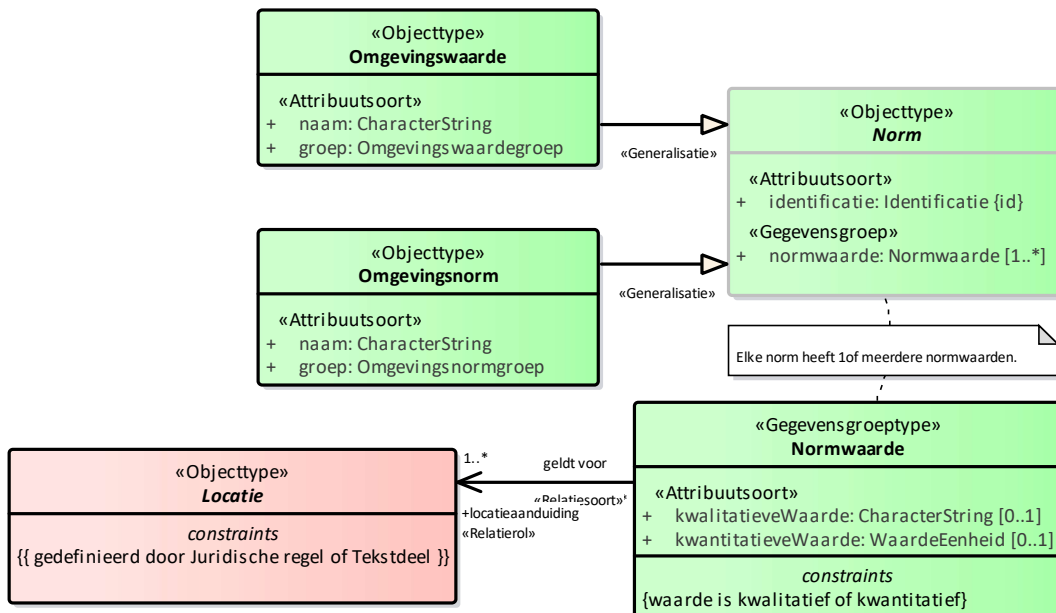 «Objecttype»
Omgevingswaarde
«Attribuutsoort»
+ naam: CharacterString
+ groep: Omgevingswaardegroep
«Generalisatie»
«Objecttype»
Norm
«Attribuutsoort»
+ identificatie: Identificatie {id}
«Gegevensgroep»
+ normwaarde: Normwaarde [1..*]
«Objecttype»
Omgevingsnorm
«Attribuutsoort»
+ naam: CharacterString
+ groep: Omgevingsnormgroep
«Generalisatie»
Elke norm heeft 1of meerdere normwaarden.
«Objecttype»
Locatie
constraints
{{ gedefinieerd door Juridische regel of Tekstdeel }}
1..*
geldt voor
«Relatiesoort»*
+locatieaanduiding
«Relatierol»
«Gegevensgroeptype»
Normwaarde
«Attribuutsoort»
+ kwalitatieveWaarde: CharacterString [0..1]
+ kwantitatieveWaarde: WaardeEenheid [0..1]
constraints
{waarde is kwalitatief of kwantitatief}